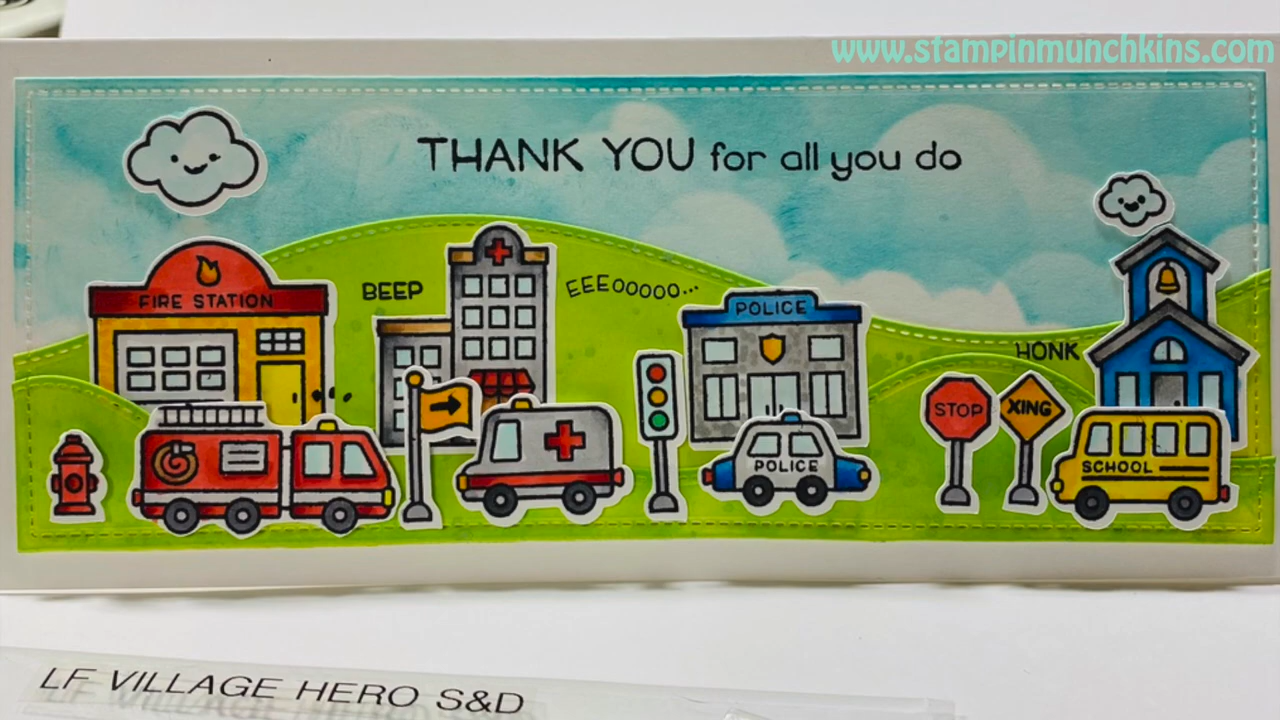 www.stampinmunchkins.com
THANK YOU for all you do
FIRE STATION
BEEP
EEEOOOOO...
POLICE
HONK
STOP
XING
POLICE
SCHOOL
LF VILLAGE HERO S&D